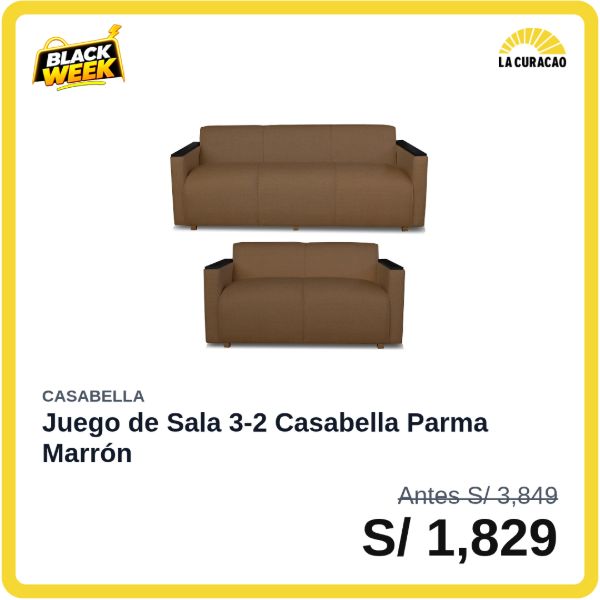 BLACK
WEEK
LA CURACAO
CASABELLA
Juego de Sala 3-2 Casabella Parma
Marrón
Antes S/ 3,849
S/ 1,829